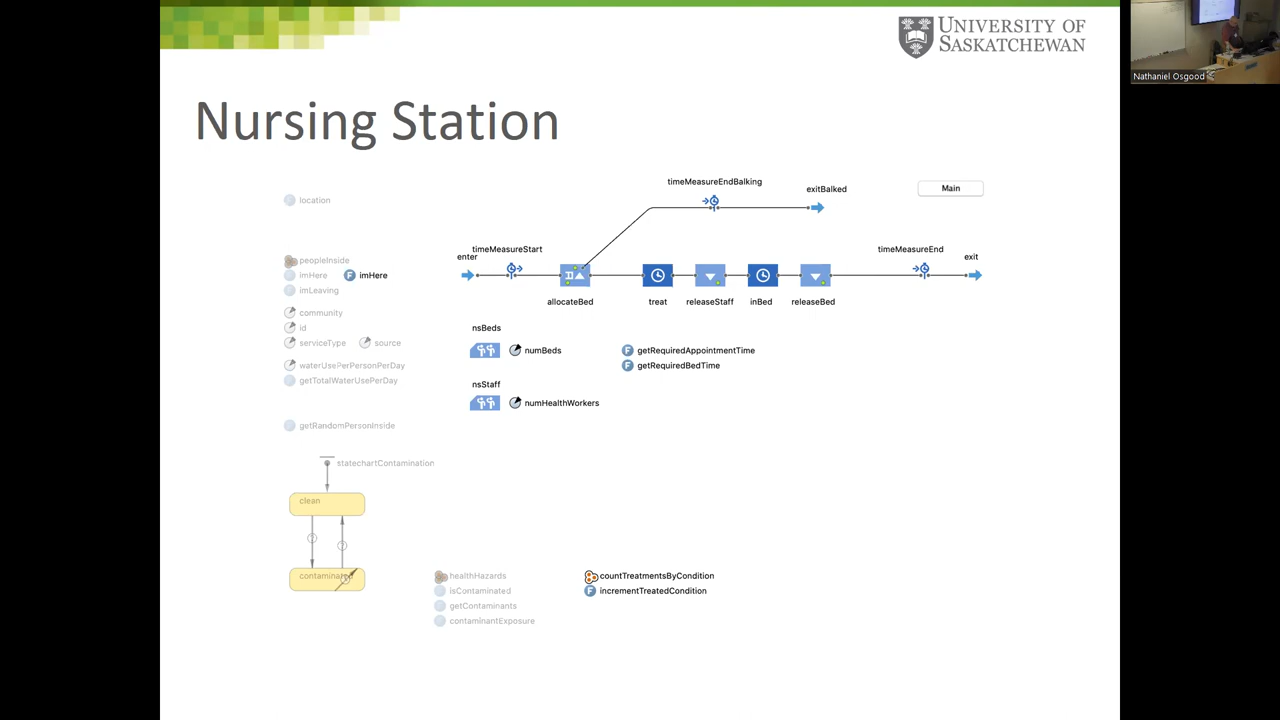 UNIVERSITY OF
SASKATCHEWAN
Nathaniel Osgood
Nursing Station
timeMeasureEndBalking
exitBalked
Main
location
timeMeasureStart
enter
timeMeasureEnd
exit
peopleInside
imHere
imHere
imLeaving
allocateBed
treat
releaseStaff
inBed
releaseBed
community
id
serviceType
source
nsBeds
numBeds
getRequiredAppointmentTime
getRequiredBedTime
waterUsePerPersonPerDay
getTotalWaterUsePerDay
nsStaff
numHealthWorkers
getRandomPersonInside
statechartContamination
clean
contaminated
healthHazards
isContaminated
getContaminants
contaminantExposure
countTreatmentsByCondition
incrementTreatedCondition